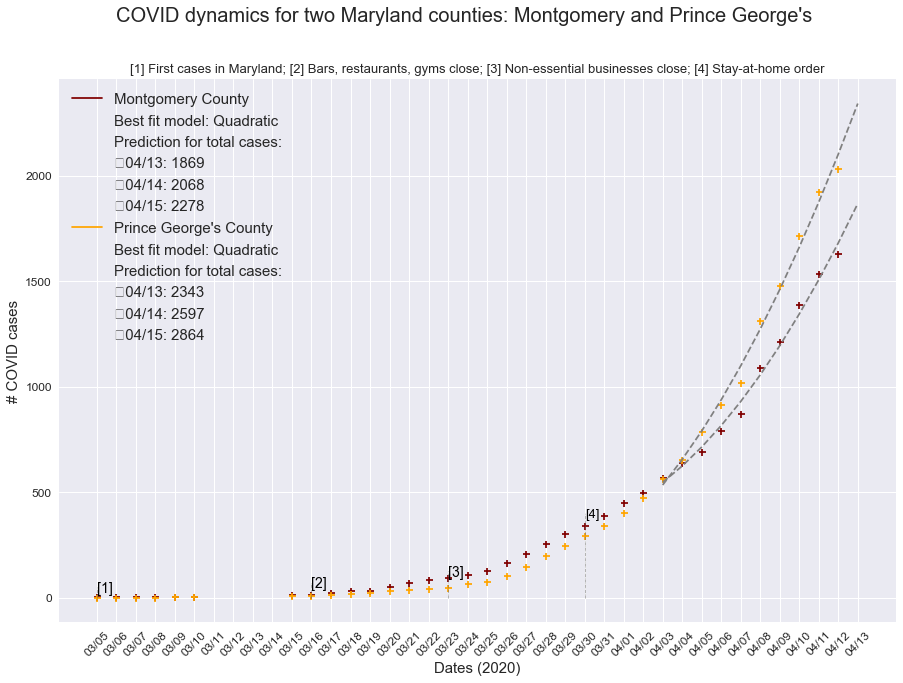 COVID dynamics for two Maryland counties: Montgomery and Prince George's
[1] First cases in Maryland; [2] Bars, restaurants, gyms close; [3] Non-essential businesses close; [4] Stay-at-home order
Montgomery County
Best fit model: Quadratic
Prediction for total cases:
04/13: 1869
04/14: 2068
04/15: 2278
Prince George's County
Best fit model: Quadratic
Prediction for total cases:
04/13: 2343
04/14: 2597
04/15: 2864
# COVID cases
2000
1500
1000
500
0
[1]
[2]
[3]
[4]
03/05 03/06 03/07 03/08 03/09 03/10 03/11 03/12 03/13 03/14 03/15 03/16 03/17 03/18 03/19 03/20 03/21 03/22 03/23 03/24 03/25 03/26 03/27 03/28 03/29 03/30 03/31 04/01 04/02 04/03 04/04 04/05 04/06 04/07 04/08 04/09 04/10 04/11 04/12 04/13
Dates (2020)